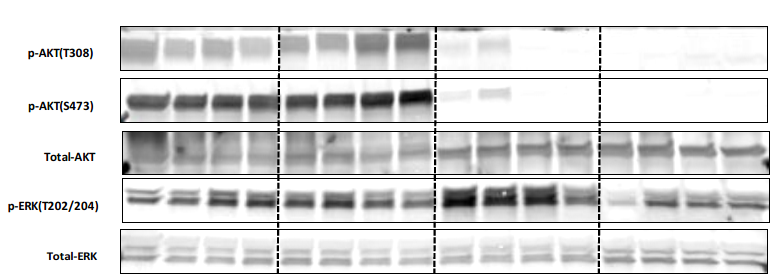 p-AKT(T308)
p-AKT(S473)
Total-AKT
p-ERK(T202/204)
Total-ERK